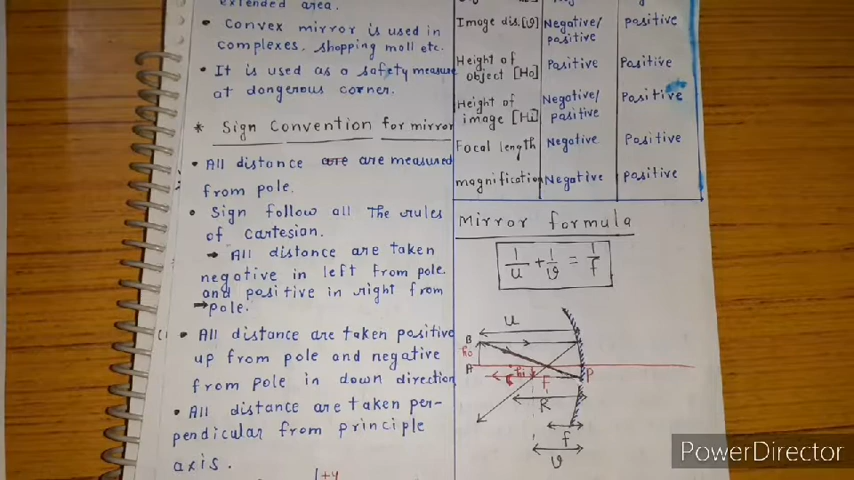 extended area.
• Convex mirror is used in
complexes, shopping moll etc.
• It is used as a safety measure
at dangerous corner.
* Sign Convention for mirror
• All distance are are measured
from pole.
• Sign follow all The rules
of cartesian.
→ All distance are taken
negative in left from pole.
and positive in right from
→ pole.
• All distance are taken positive
up from pole and negative
from pole in down direction
• All distance are taken per-
pendicular from principle
axis.
+y
Image dis.[v] Negative/ positive
positive
Height of Positive Positive
object [Ho]
Height of Negative/ Positive
image [Hi] positive
Focal length Negative Positive
magnification Negative positive
Mirror formula
1/u + 1/v = 1/f
u
B
ho
A
hi
F
P
R
f
v
PowerDirector